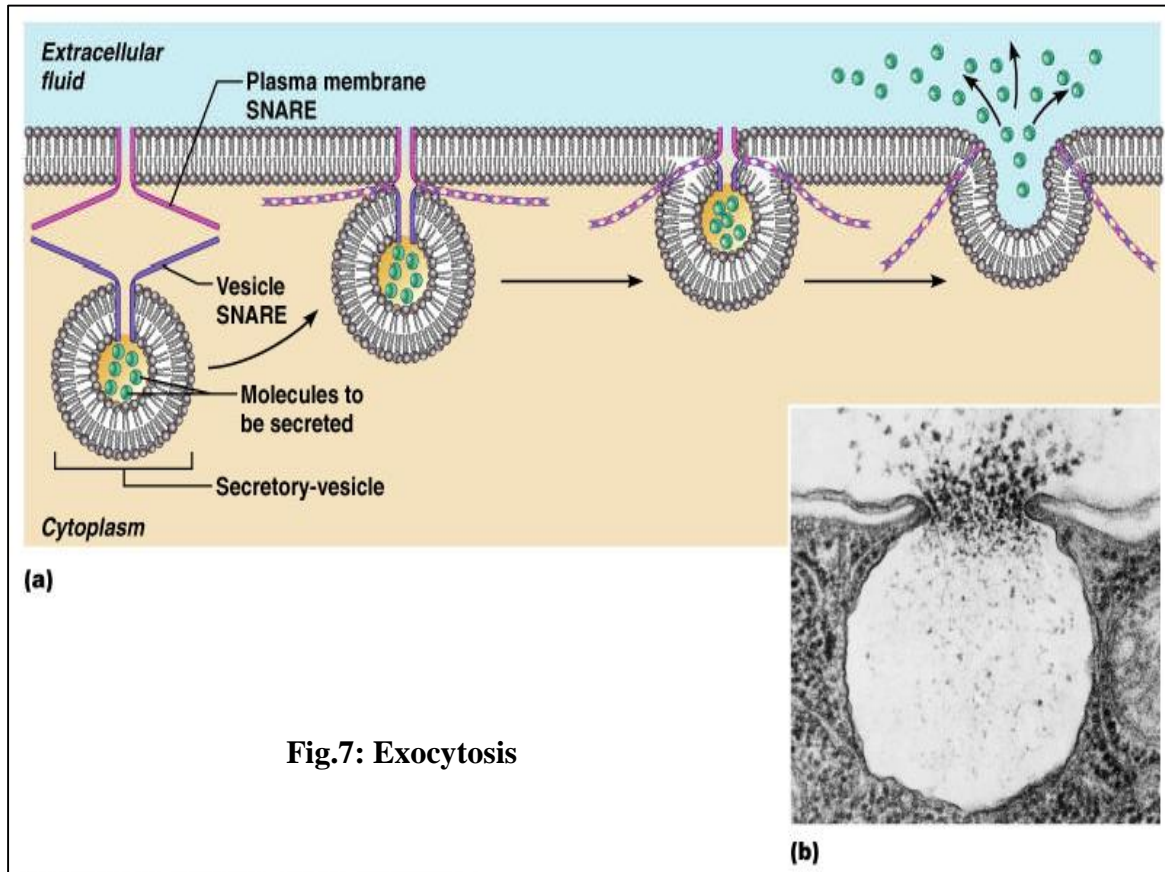 Extracellular
fluid
Plasma membrane
SNARE
Vesicle
SNARE
Molecules to
be secreted
Secretory-vesicle
Cytoplasm
(a)
Fig.7: Exocytosis
(b)